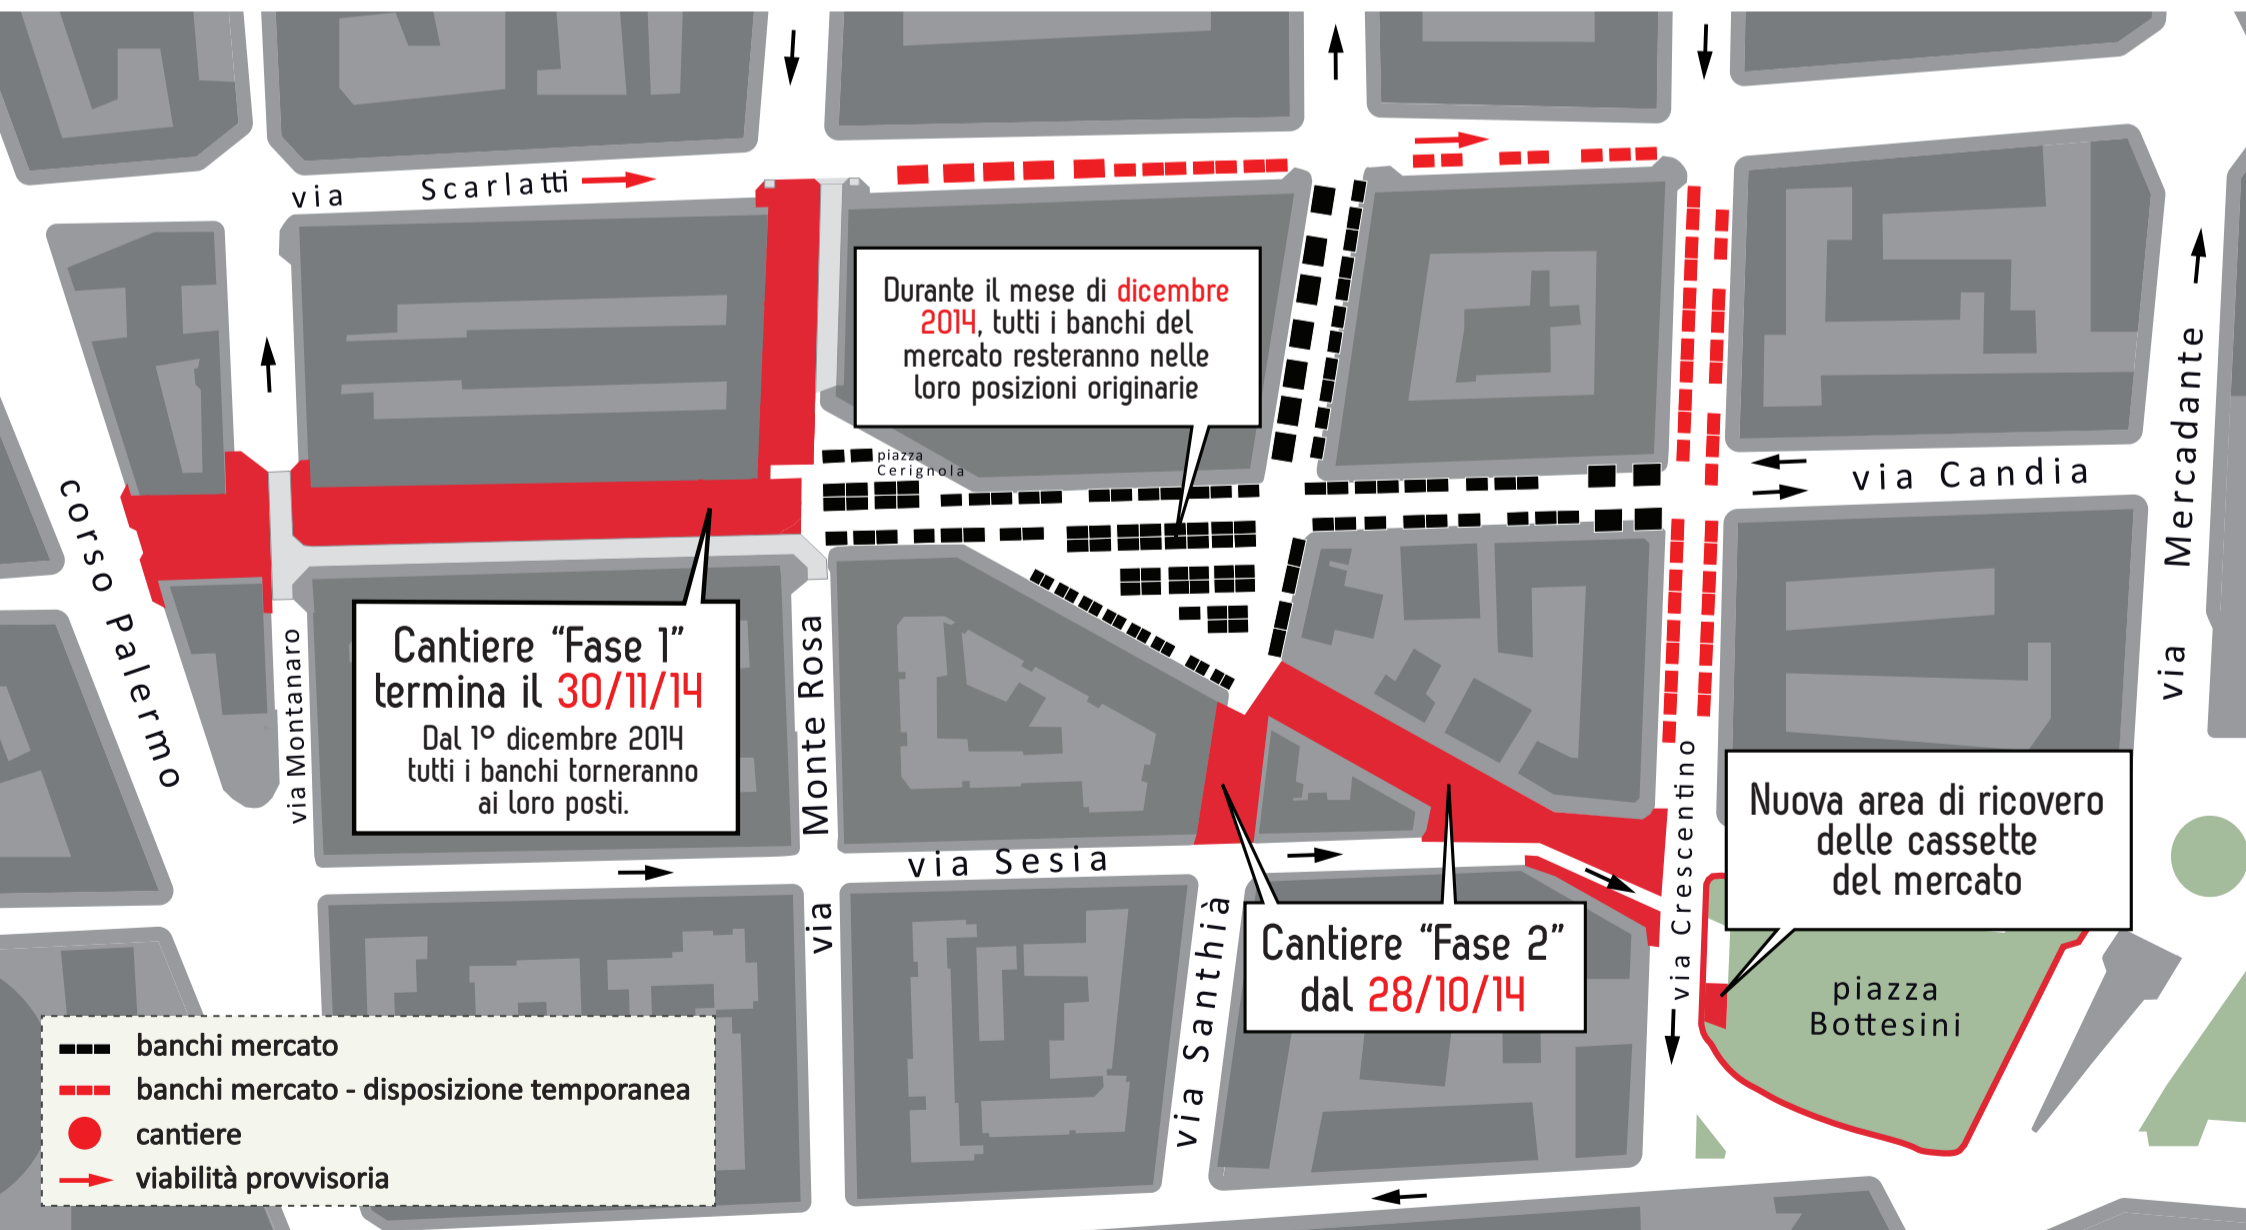 via Scarlatti
Durante il mese di dicembre
2014, tutti i banchi del
mercato resteranno nelle
loro posizioni originarie
piazza
Cerignola
via Candia
via Mercadante
corso Palermo
Cantiere “Fase 1”
termina il 30/11/14
Dal 1° dicembre 2014
tutti i banchi torneranno
ai loro posti.
via Montanaro
via Monte Rosa
via Sesia
via Santhià
via Crescentino
Nuova area di ricovero
delle cassette
del mercato
Cantiere “Fase 2”
dal 28/10/14
piazza
Bottesini
banchi mercato
banchi mercato - disposizione temporanea
cantiere
viabilità provvisoria